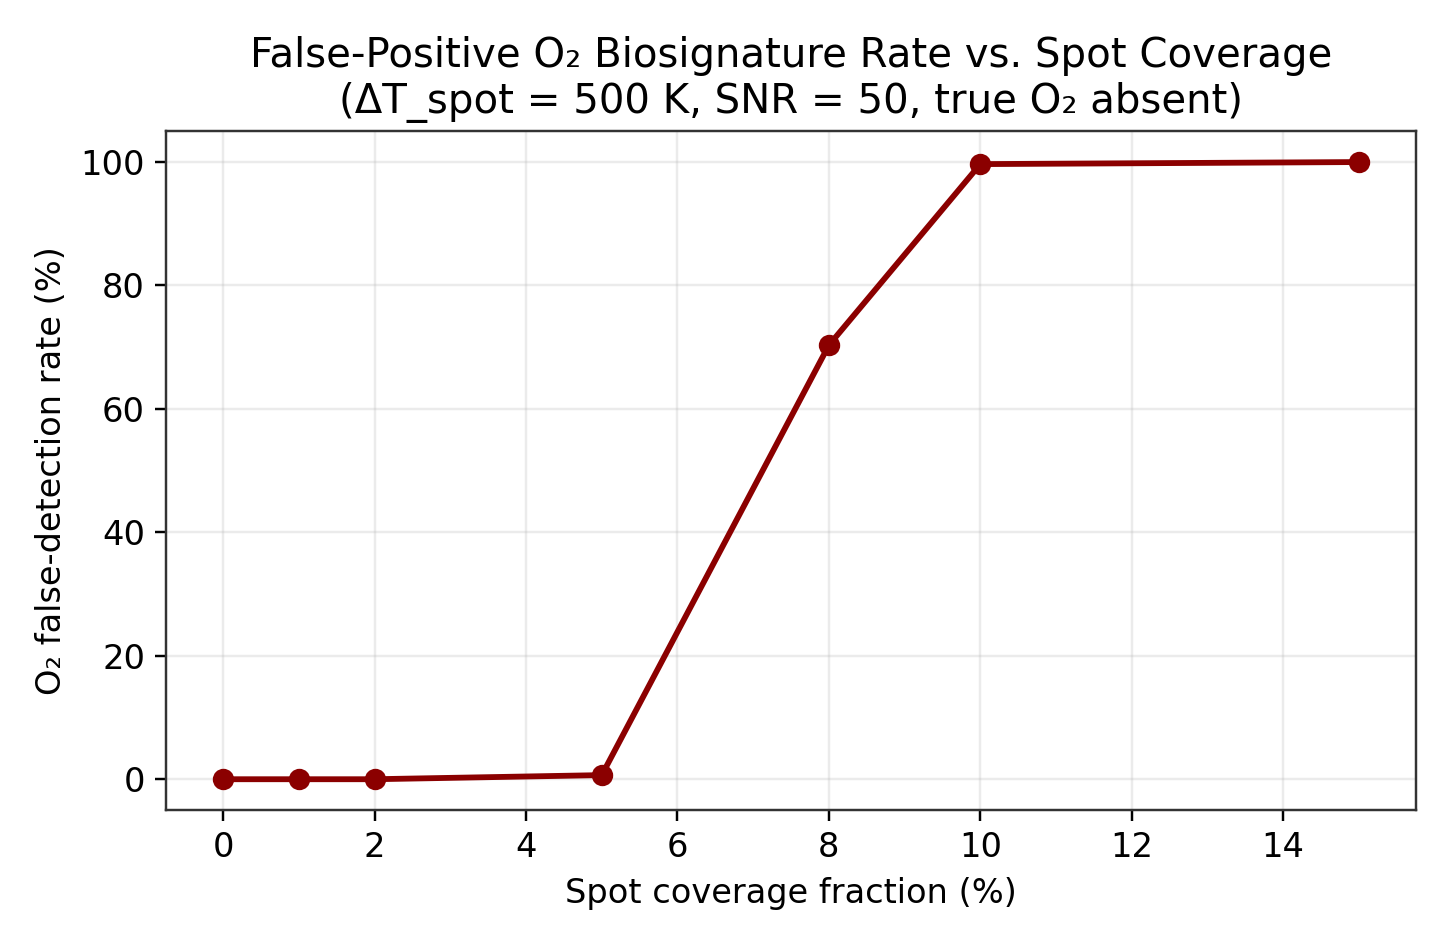 False-Positive O₂ Biosignature Rate vs. Spot Coverage
(ΔT_spot = 500 K, SNR = 50, true O₂ absent)
O₂ false-detection rate (%)
100
80
60
40
20
0
0 2 4 6 8 10 12 14
Spot coverage fraction (%)